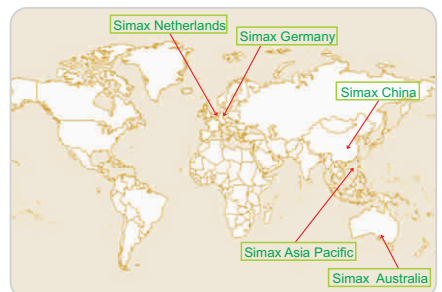 Simax Netherlands
Simax Germany
Simax China
Simax Asia Pacific
Simax Australia